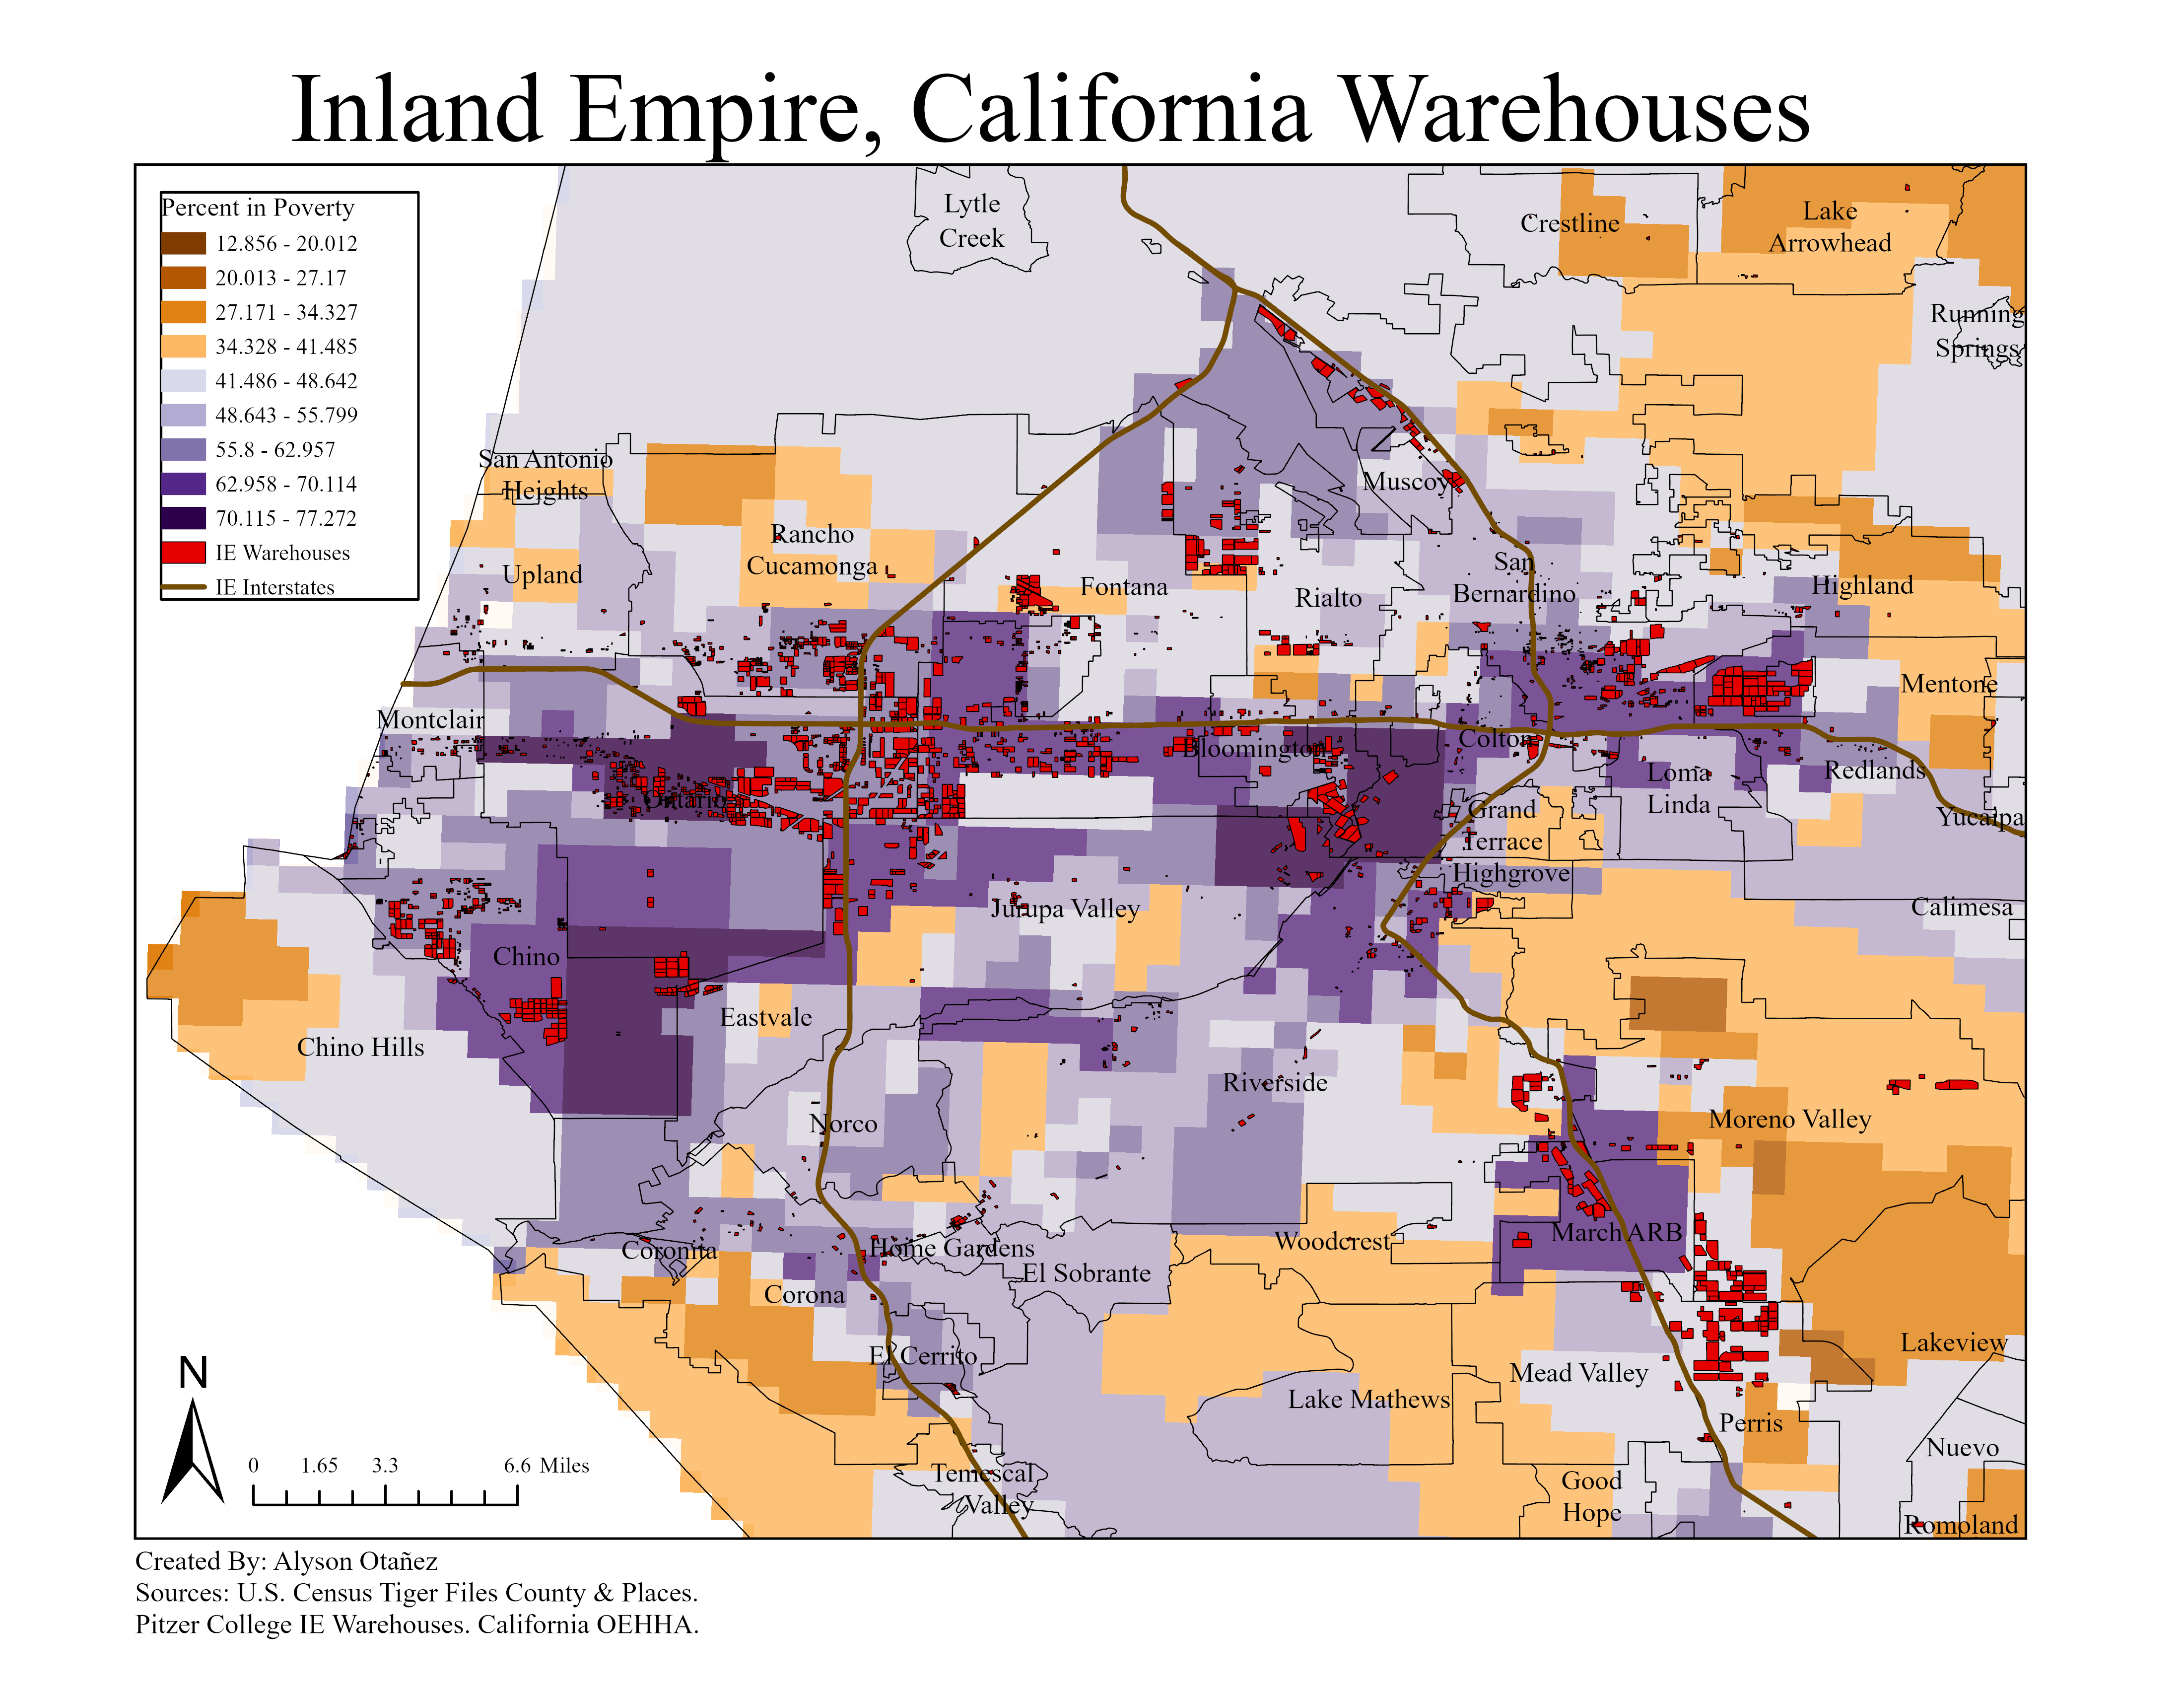 Inland Empire, California Warehouses
Percent in Poverty
12.856 - 20.012
20.013 - 27.17
27.171 - 34.327
34.328 - 41.485
41.486 - 48.642
48.643 - 55.799
55.8 - 62.957
62.958 - 70.114
70.115 - 77.272
IE Warehouses
IE Interstates
Lytle
Creek
Crestline
Lake
Arrowhead
Running
Springs
San Antonio
Heights
Muscoy
Rancho
Cucamonga
Upland
Fontana
Rialto
San
Bernardino
Highland
Mentone
Montclair
Bloomington
Colton
Loma
Linda
Redlands
Ontario
Grand
Terrace
Yucaipa
Highgrove
Jurupa Valley
Calimesa
Chino
Eastvale
Chino Hills
Riverside
Norco
Moreno Valley
March ARB
Woodcrest
Coronita
Home Gardens
El Sobrante
Corona
El Cerrito
Lakeview
Mead Valley
Lake Mathews
Perris
Nuevo
Temescal
Valley
Good
Hope
Romoland
N
0 1.65 3.3 6.6 Miles
Created By: Alyson Otañez
Sources: U.S. Census Tiger Files County & Places.
Pitzer College IE Warehouses. California OEHHA.